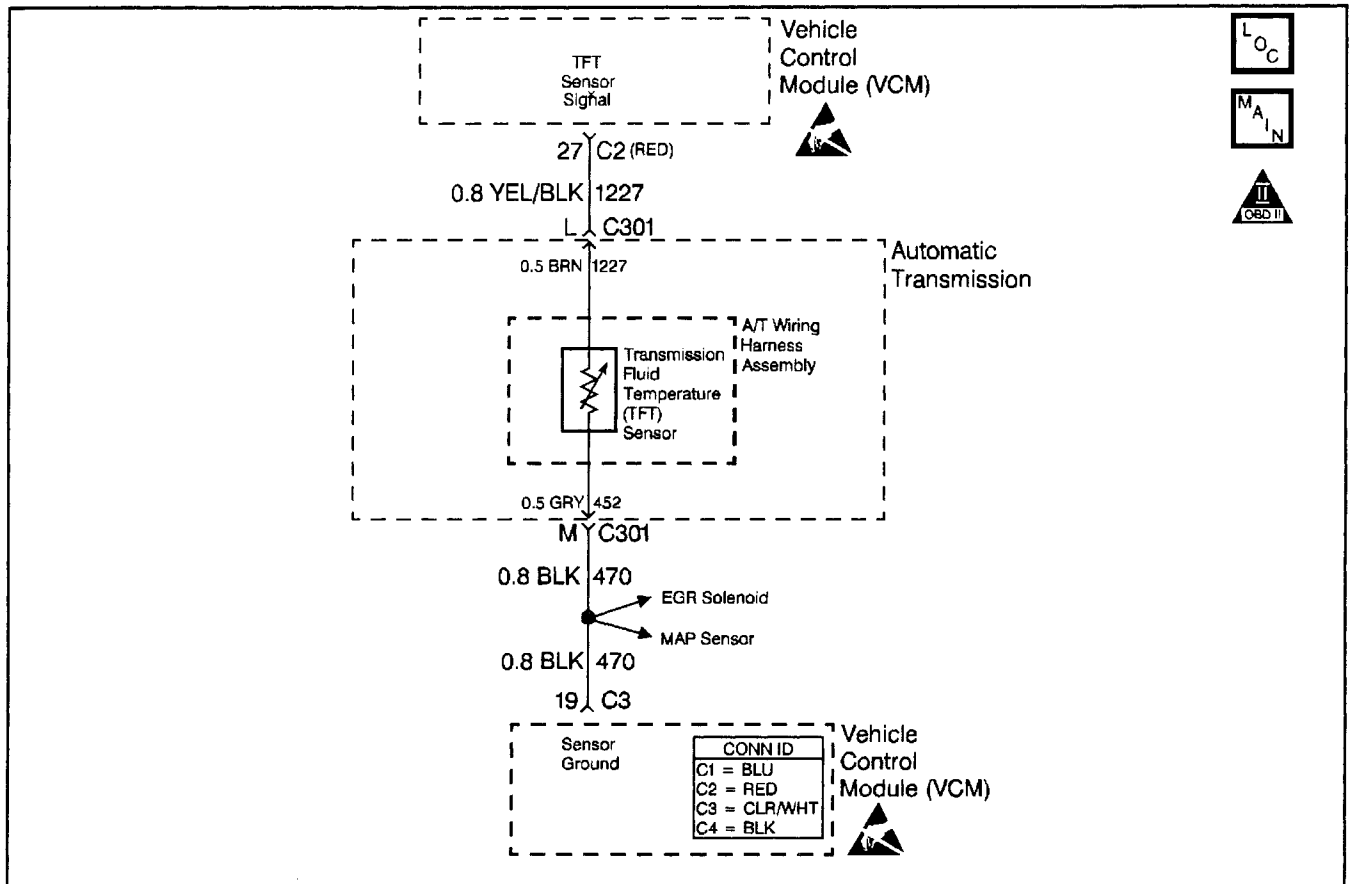 Vehicle
Control
Module (VCM)
TFT
Sensor
Signal
LOC
MAIN
II
OBD II
27 C2 (RED)
0.8 YEL/BLK 1227
L C301
Automatic
Transmission
0.5 BRN 1227
A/T Wiring
Harness
Assembly
Transmission
Fluid
Temperature
(TFT)
Sensor
0.5 GRY 452
M C301
0.8 BLK 470
EGR Solenoid
MAP Sensor
0.8 BLK 470
19 C3
Sensor
Ground
CONN ID
C1 = BLU
C2 = RED
C3 = CLR/WHT
C4 = BLK
Vehicle
Control
Module (VCM)